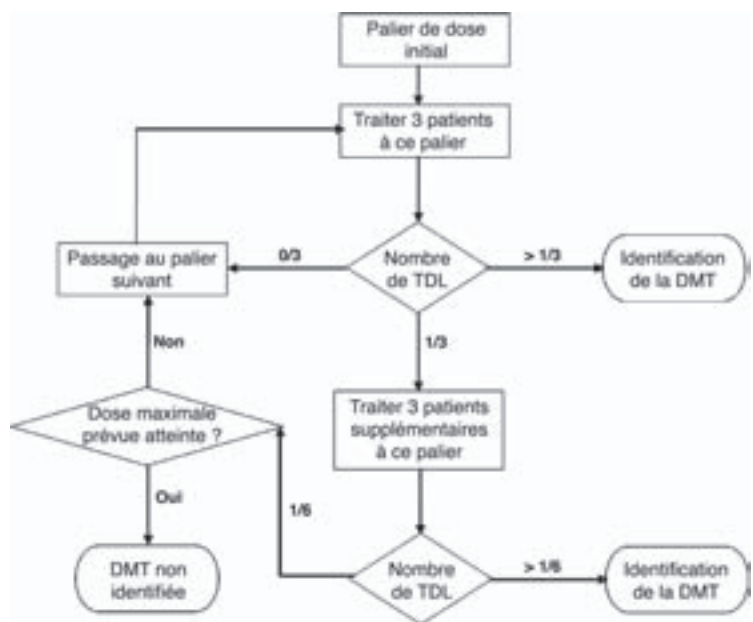 Palier de dose
initial
Traiter 3 patients
à ce palier
Passage au palier
suivant
0/3
Nombre
de TDL
> 1/3
Identification
de la DMT
Non
1/3
Dose maximale
prévue atteinte ?
Traiter 3 patients
supplémentaires
à ce palier
Oui
1/6
DMT non
identifiée
Nombre
de TDL
> 1/6
Identification
de la DMT